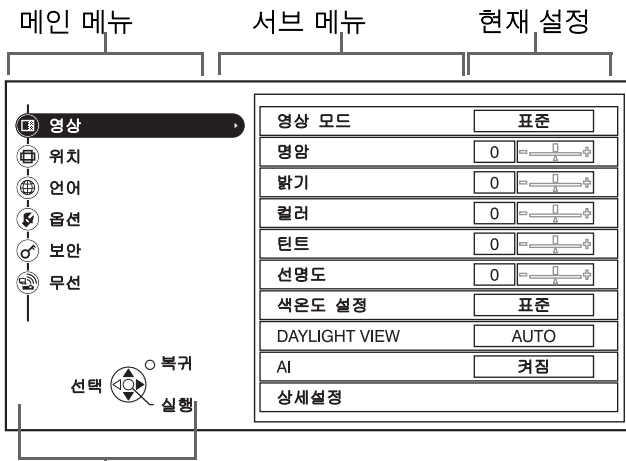 메인 메뉴 서브 메뉴 현재 설정
영상
위치
언어
옵션
보안
무선
복귀
선택
실행
영상 모드 표준
명암 0
밝기 0
컬러 0
틴트 0
선명도 0
색온도 설정 표준
DAYLIGHT VIEW AUTO
AI 켜짐
상세설정